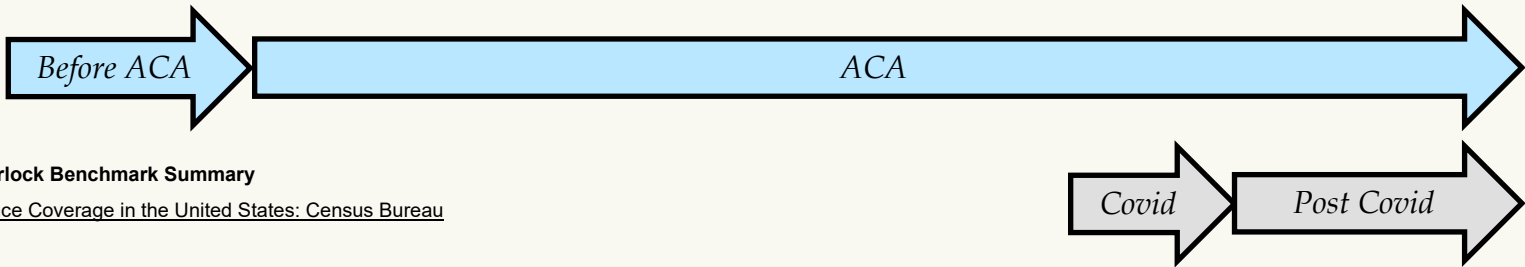 Before ACA
ACA
rlock Benchmark Summary
ce Coverage in the United States: Census Bureau
Covid
Post Covid